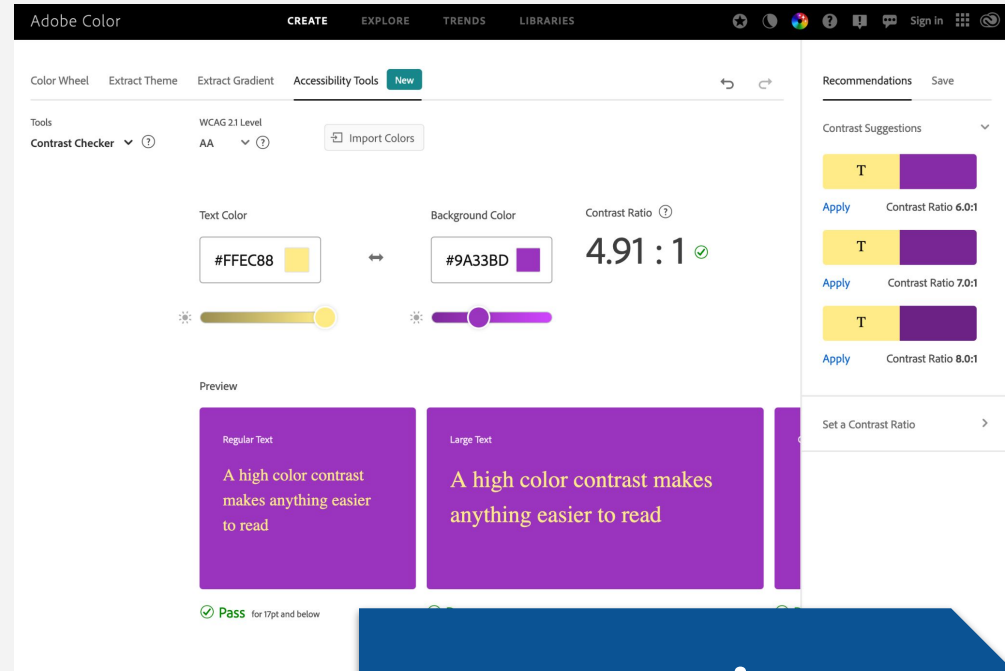 Adobe Color
CREATE EXPLORE TRENDS LIBRARIES
Sign in
Color Wheel Extract Theme Extract Gradient Accessibility Tools New
Recommendations Save
Tools
Contrast Checker
WCAG 2.1 Level
AA
Import Colors
Contrast Suggestions
T
Apply Contrast Ratio 6.0:1
T
Apply Contrast Ratio 7.0:1
T
Apply Contrast Ratio 8.0:1
Set a Contrast Ratio
Text Color
#FFEC88
Background Color
#9A33BD
Contrast Ratio
4.91 : 1
Preview
Regular Text
A high color contrast
makes anything easier
to read
Large Text
A high color contrast makes
anything easier to read
Pass for 17pt and below